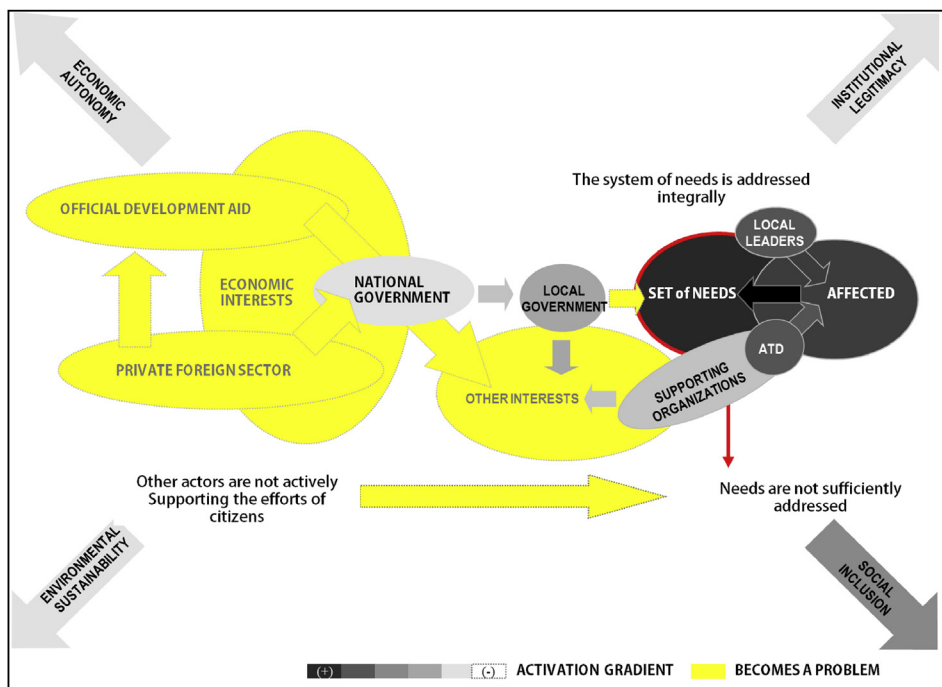 ECONOMIC
AUTONOMY
INSTITUTIONAL
LEGITIMACY
The system of needs is addressed
integrally
OFFICIAL DEVELOPMENT AID
LOCAL
LEADERS
ECONOMIC
INTERESTS
NATIONAL
GOVERNMENT
LOCAL
GOVERNMENT
SET of NEEDS
AFFECTED
PRIVATE FOREIGN SECTOR
ATD
SUPPORTING
ORGANIZATIONS
OTHER INTERESTS
Other actors are not actively
Supporting the efforts of
citizens
Needs are not sufficiently
addressed
ENVIRONMENTAL
SUSTAINABILITY
SOCIAL
INCLUSION
(+)
(-)
ACTIVATION GRADIENT
BECOMES A PROBLEM